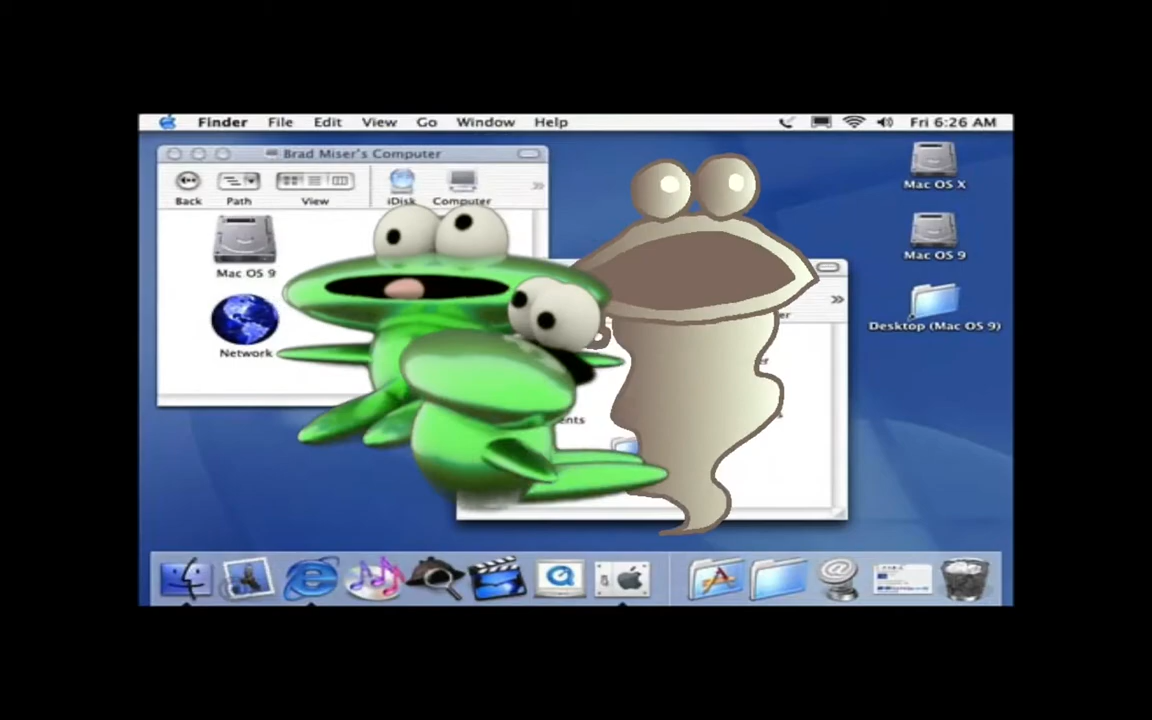 Finder File Edit View Go Window Help Fri 6:26 AM
Brad Miser's Computer
Back Path View iDisk Computer
Mac OS 9
Network
Mac OS X
Mac OS 9
Desktop (Mac OS 9)